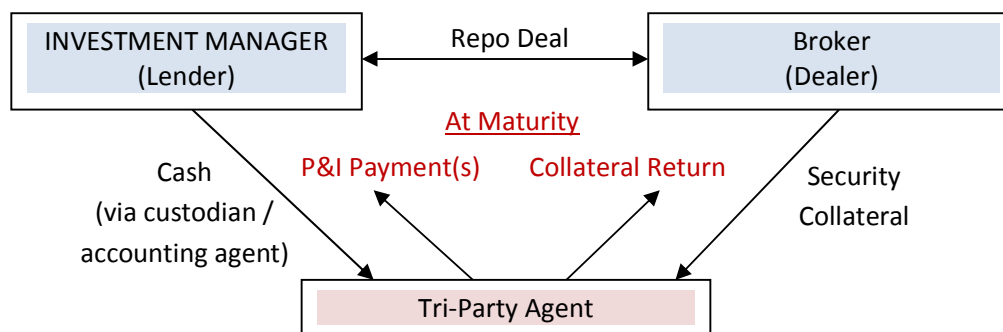 INVESTMENT MANAGER
(Lender)
Repo Deal
Broker
(Dealer)
At Maturity
P&I Payment(s)
Collateral Return
Cash
(via custodian /
accounting agent)
Security
Collateral
Tri-Party Agent